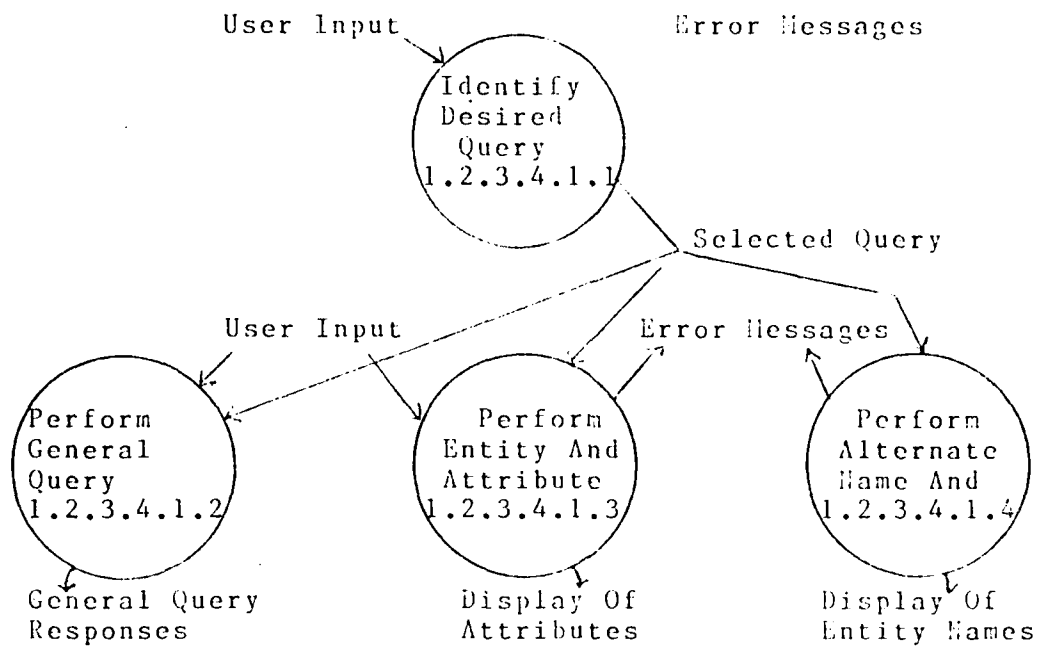 User Input
Error Messages
Identify
Desired
Query
1.2.3.4.1.1
Selected Query
User Input
Error Messages
Perform
General
Query
1.2.3.4.1.2
Perform
Entity And
Attribute
1.2.3.4.1.3
Perform
Alternate
Name And
1.2.3.4.1.4
General Query
Responses
Display Of
Attributes
Display Of
Entity Names